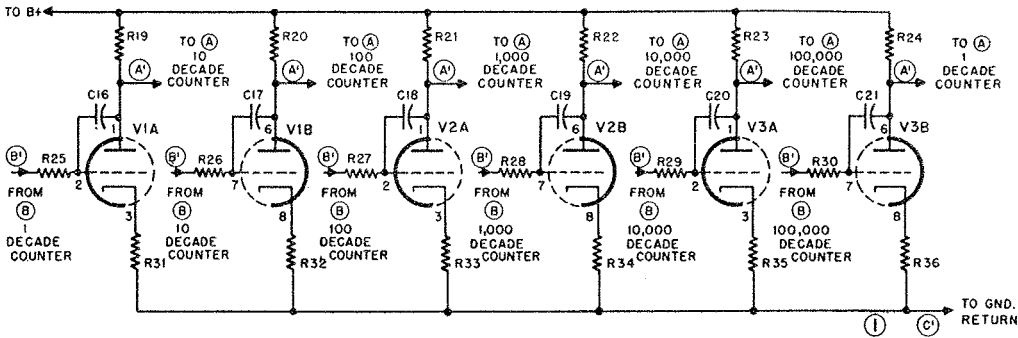 TO B+
R19
R20
R21
R22
R23
R24
TO A
10
DECADE
COUNTER
TO A
100
DECADE
COUNTER
TO A
1,000
DECADE
COUNTER
TO A
10,000
DECADE
COUNTER
TO A
100,000
DECADE
COUNTER
TO A
1
DECADE
COUNTER
A'
A'
A'
A'
A'
A'
C16
C17
C18
C19
C20
C21
1
6
1
6
1
6
V1A
V1B
V2A
V2B
V3A
V3B
B'
R25
2
B'
R26
7
B'
R27
2
B'
R28
7
B'
R29
2
B'
R30
7
3
8
3
8
3
8
FROM
B
1
DECADE
COUNTER
FROM
B
10
DECADE
COUNTER
FROM
B
100
DECADE
COUNTER
FROM
B
1,000
DECADE
COUNTER
FROM
B
10,000
DECADE
COUNTER
FROM
B
100,000
DECADE
COUNTER
R31
R32
R33
R34
R35
R36
I
C'
TO GND.
RETURN